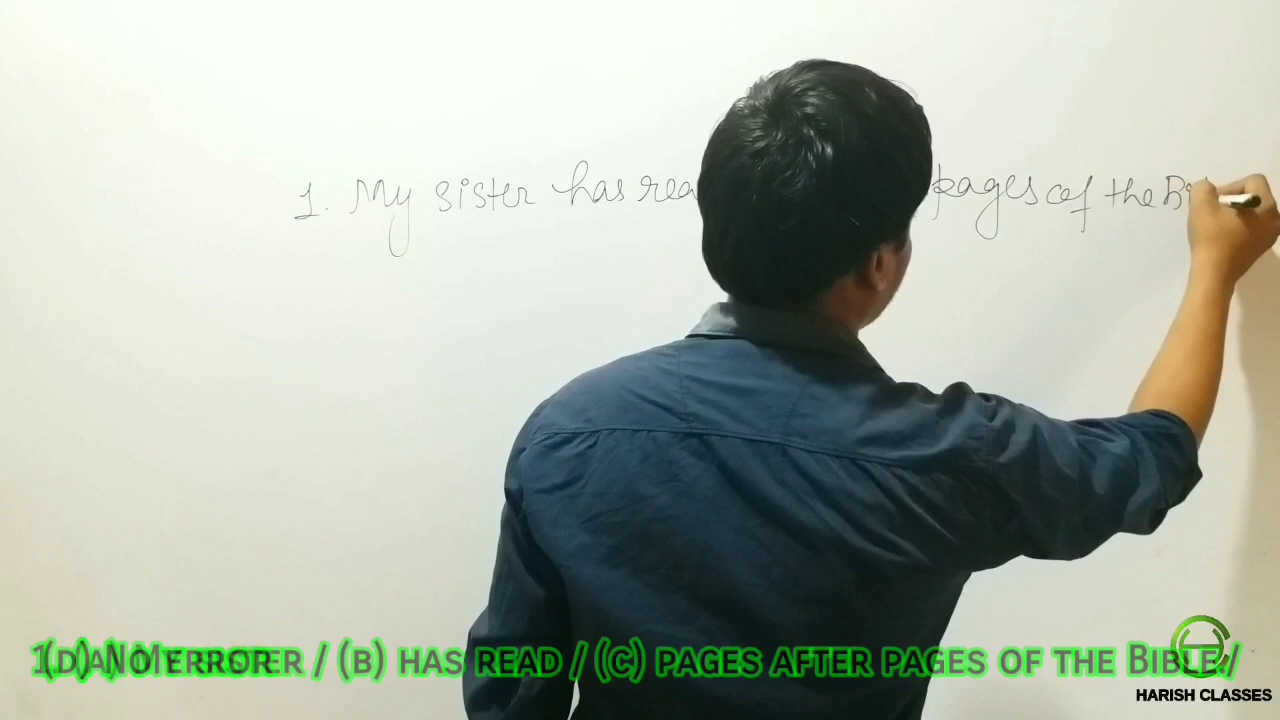 1. My sister has rea pages of the Bi
(d) No error / (b) has read / (c) pages after pages of the Bible /
HARISH CLASSES